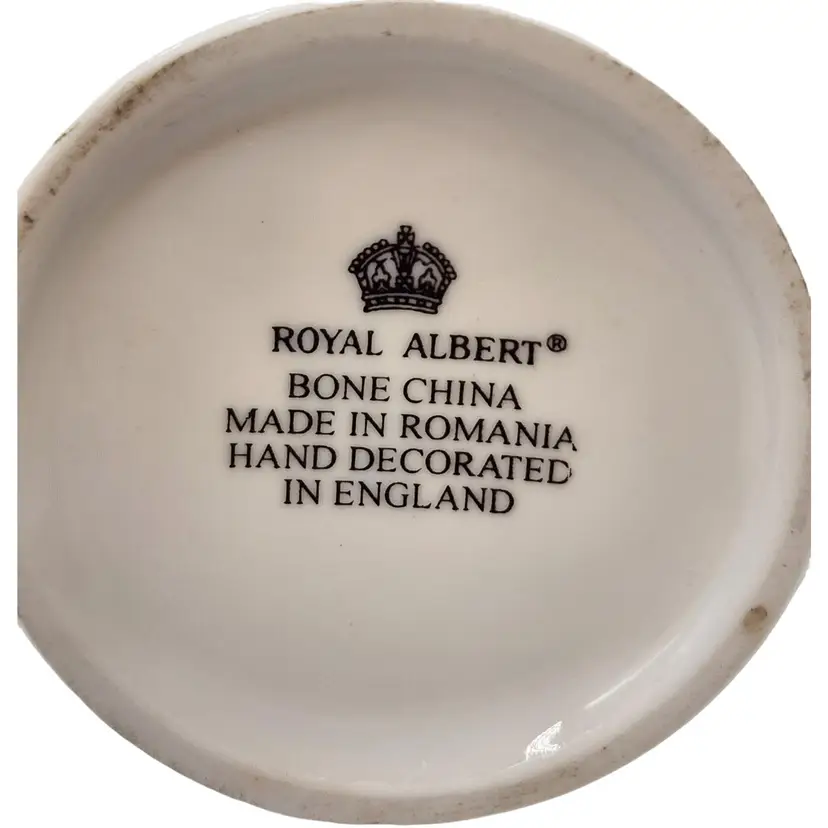 ROYAL ALBERT®
BONE CHINA
MADE IN ROMANIA
HAND DECORATED
IN ENGLAND